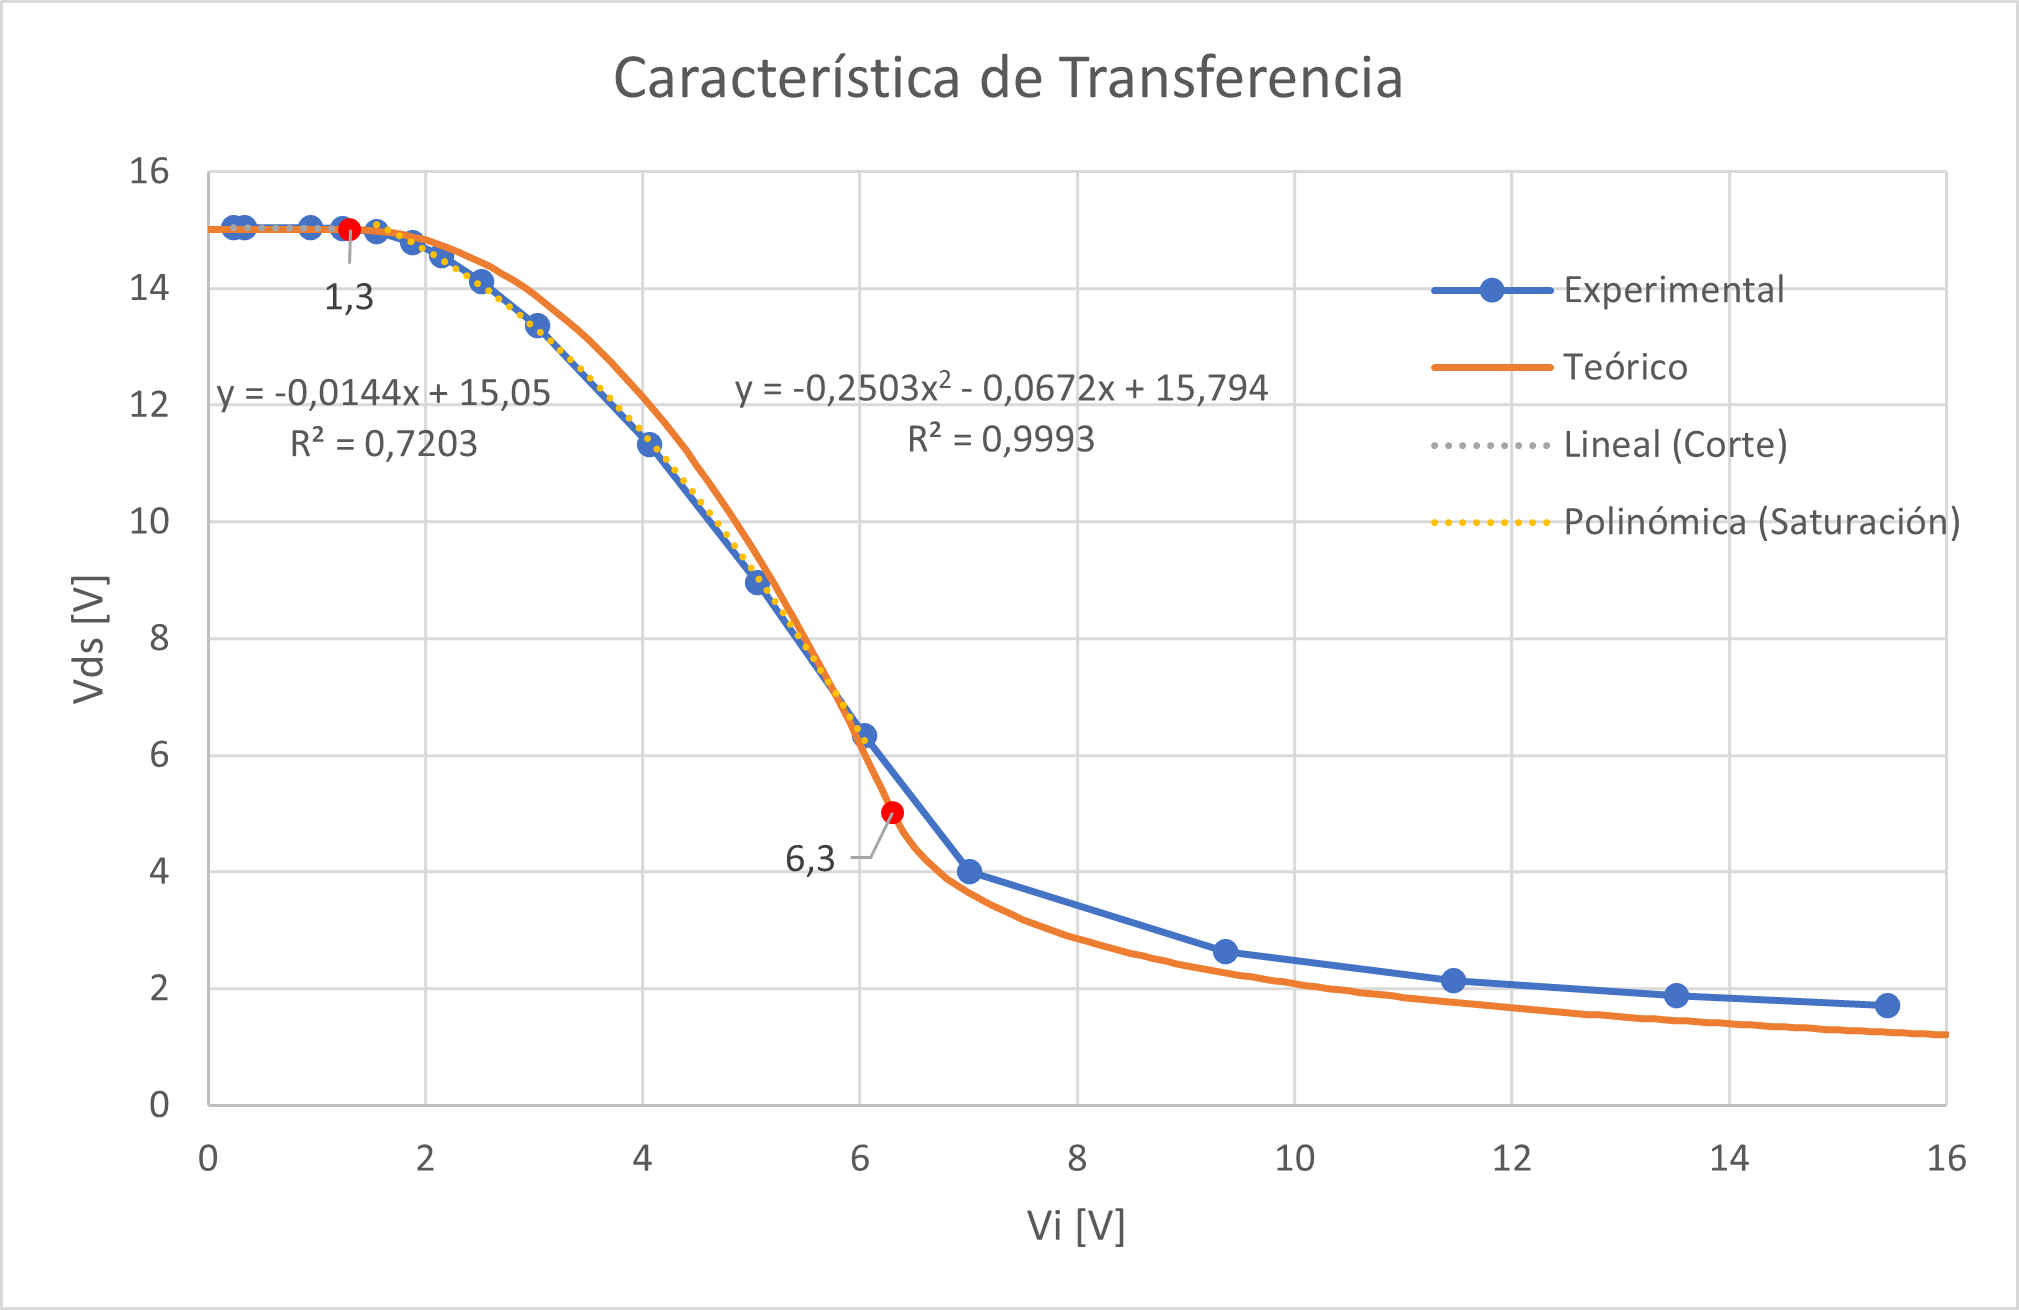 Característica de Transferencia
16
14
12
10
8
6
4
2
0
0 2 4 6 8 10 12 14 16
Vds [V]
Vi [V]
1,3
y = -0,0144x + 15,05
R² = 0,7203
y = -0,2503x² - 0,0672x + 15,794
R² = 0,9993
6,3
Experimental
Teórico
Lineal (Corte)
Polinómica (Saturación)